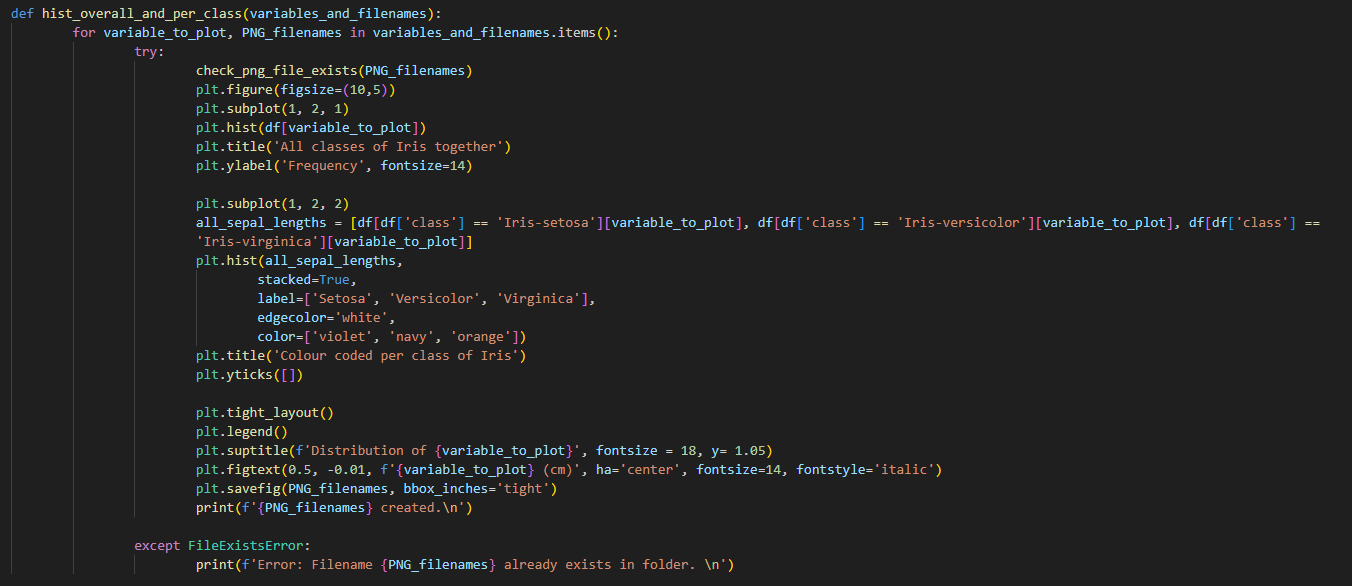 def hist_overall_and_per_class(variables_and_filenames):
for variable_to_plot, PNG_filenames in variables_and_filenames.items():
try:
check_png_file_exists(PNG_filenames)
plt.figure(figsize=(10,5))
plt.subplot(1, 2, 1)
plt.hist(df[variable_to_plot])
plt.title('All classes of Iris together')
plt.ylabel('Frequency', fontsize=14)
plt.subplot(1, 2, 2)
all_sepal_lengths = [df[df['class'] == 'Iris-setosa'][variable_to_plot], df[df['class'] == 'Iris-versicolor'][variable_to_plot], df[df['class'] ==
'Iris-virginica'][variable_to_plot]]
plt.hist(all_sepal_lengths,
stacked=True,
label=['Setosa', 'Versicolor', 'Virginica'],
edgecolor='white',
color=['violet', 'navy', 'orange'])
plt.title('Colour coded per class of Iris')
plt.yticks([])
plt.tight_layout()
plt.legend()
plt.suptitle(f'Distribution of {variable_to_plot}', fontsize = 18, y= 1.05)
plt.figtext(0.5, -0.01, f'{variable_to_plot} (cm)', ha='center', fontsize=14, fontstyle='italic')
plt.savefig(PNG_filenames, bbox_inches='tight')
print(f'{PNG_filenames} created.\n')
except FileExistsError:
print(f'Error: Filename {PNG_filenames} already exists in folder. \n')